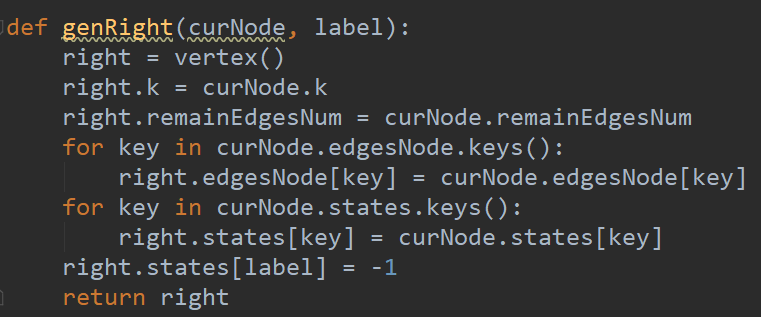 def genRight(curNode, label):
    right = vertex()
    right.k = curNode.k
    right.remainEdgesNum = curNode.remainEdgesNum
    for key in curNode.edgesNode.keys():
        right.edgesNode[key] = curNode.edgesNode[key]
    for key in curNode.states.keys():
        right.states[key] = curNode.states[key]
    right.states[label] = -1
    return right